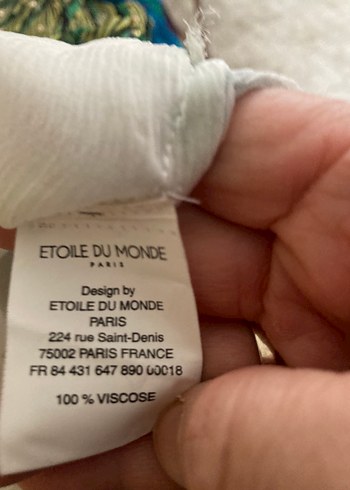 ETOILE DU MONDE
PARIS
Design by
ETOILE DU MONDE
PARIS
224 rue Saint-Denis
75002 PARIS FRANCE
FR 84 431 647 890 00018
100 % VISCOSE